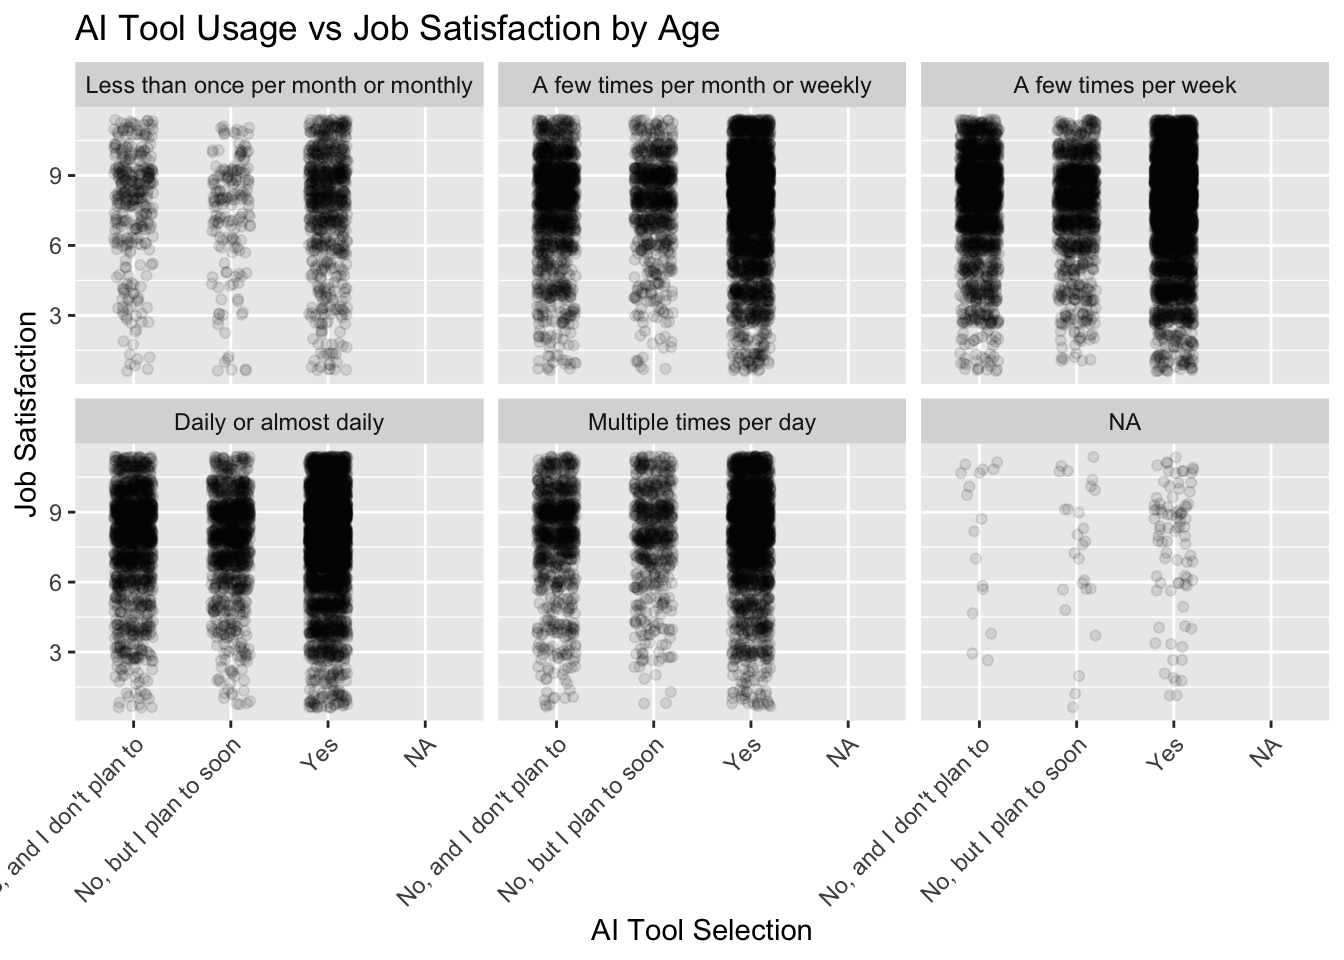 AI Tool Usage vs Job Satisfaction by Age
Less than once per month or monthly
A few times per month or weekly
A few times per week
9
6
3
Daily or almost daily
Multiple times per day
NA
9
6
3
Job Satisfaction
and I don't plan to
No, but I plan to soon
Yes
NA
No, and I don't plan to
No, but I plan to soon
Yes
NA
No, and I don't plan to
No, but I plan to soon
Yes
NA
AI Tool Selection